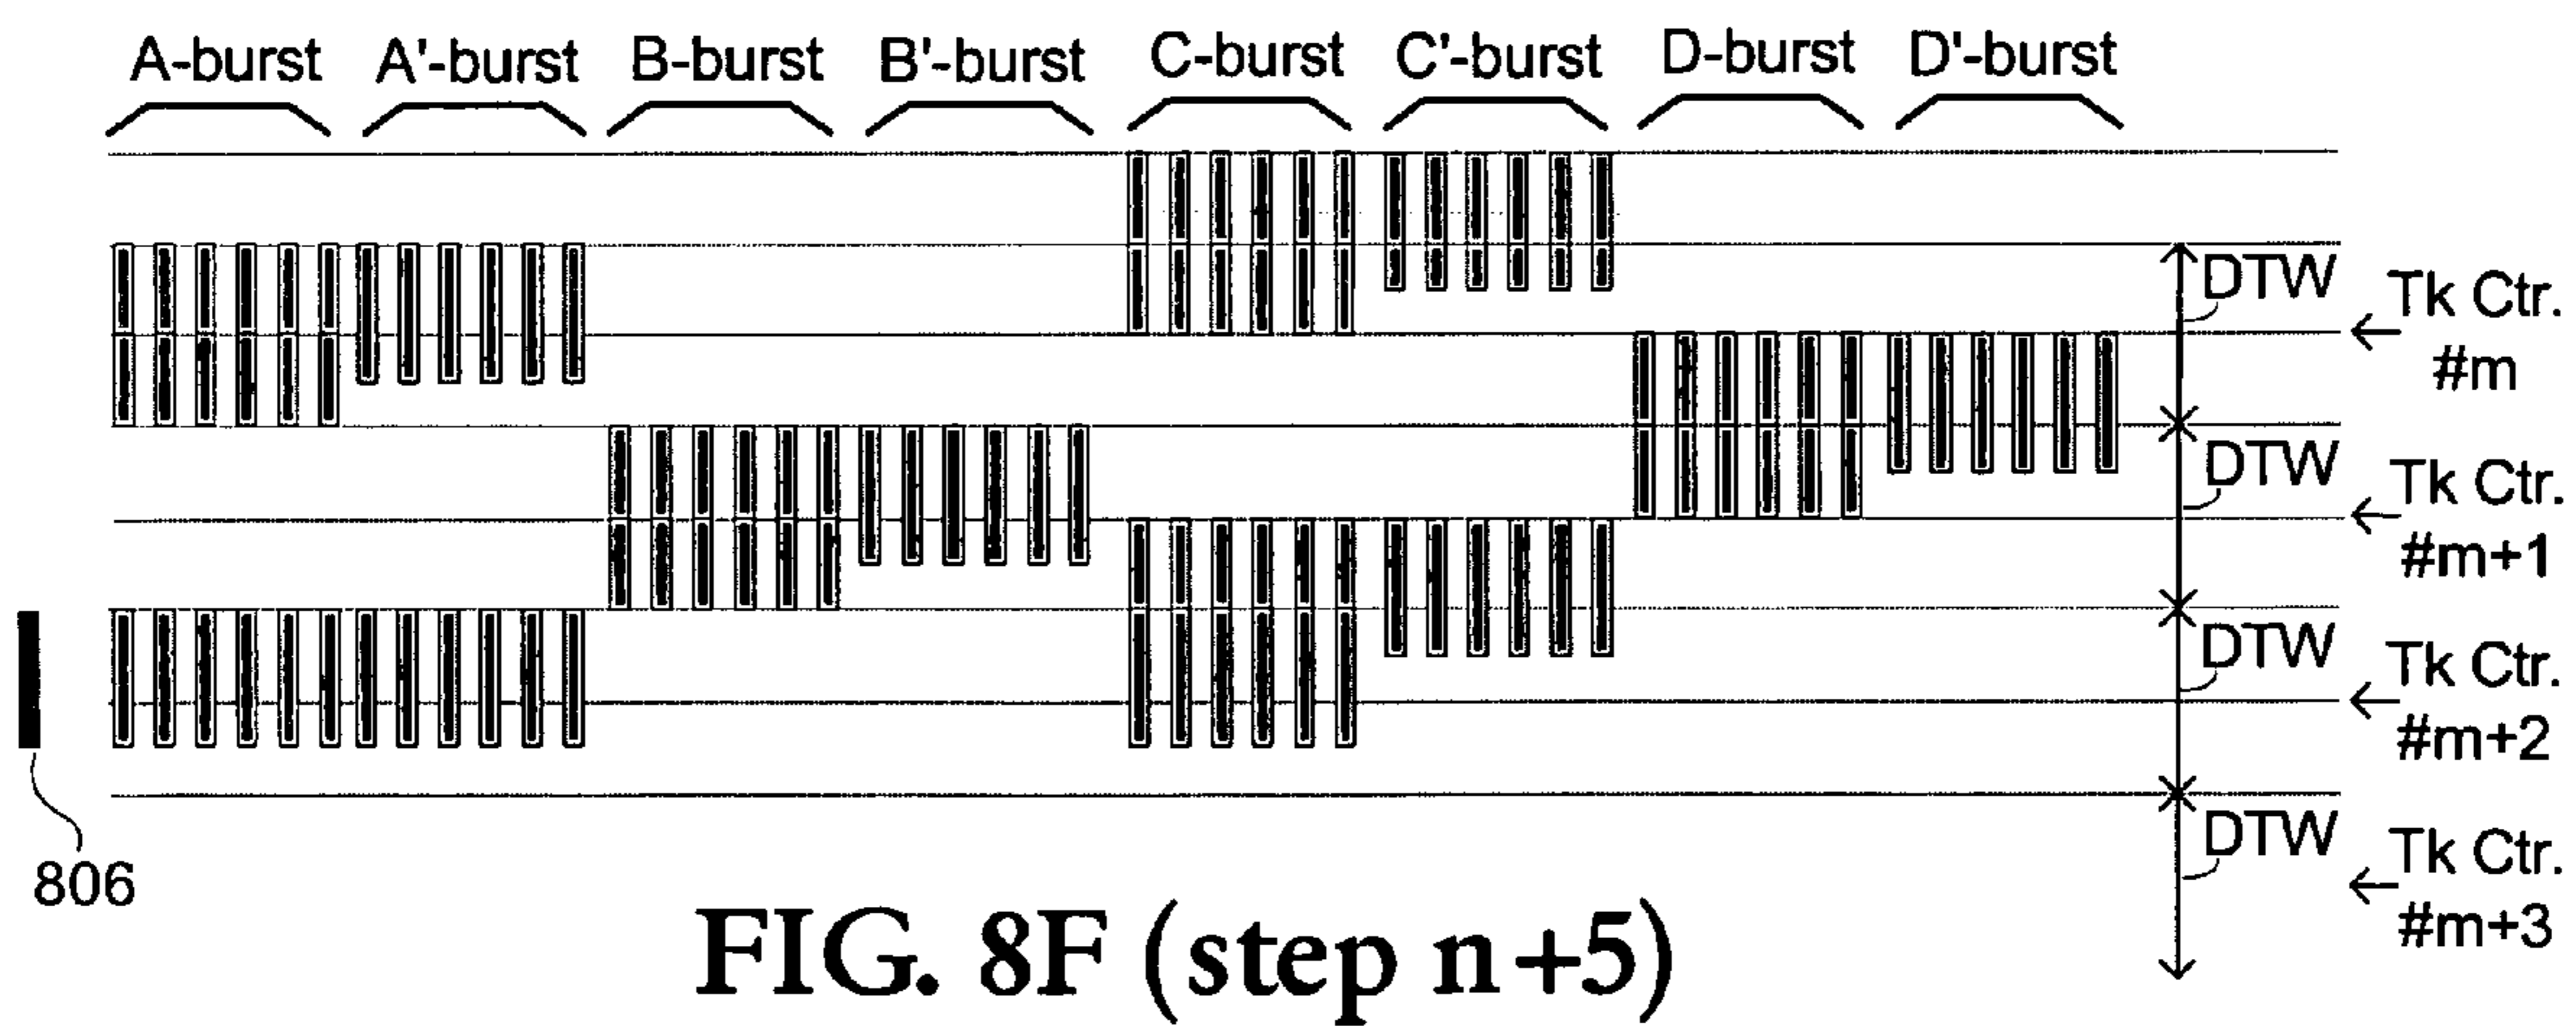 A-burst A'-burst B-burst B'-burst C-burst C'-burst D-burst D'-burst
DTW
Tk Ctr.
#m
DTW
Tk Ctr.
#m+1
DTW
Tk Ctr.
#m+2
DTW
Tk Ctr.
#m+3
806
FIG. 8F (step n+5)